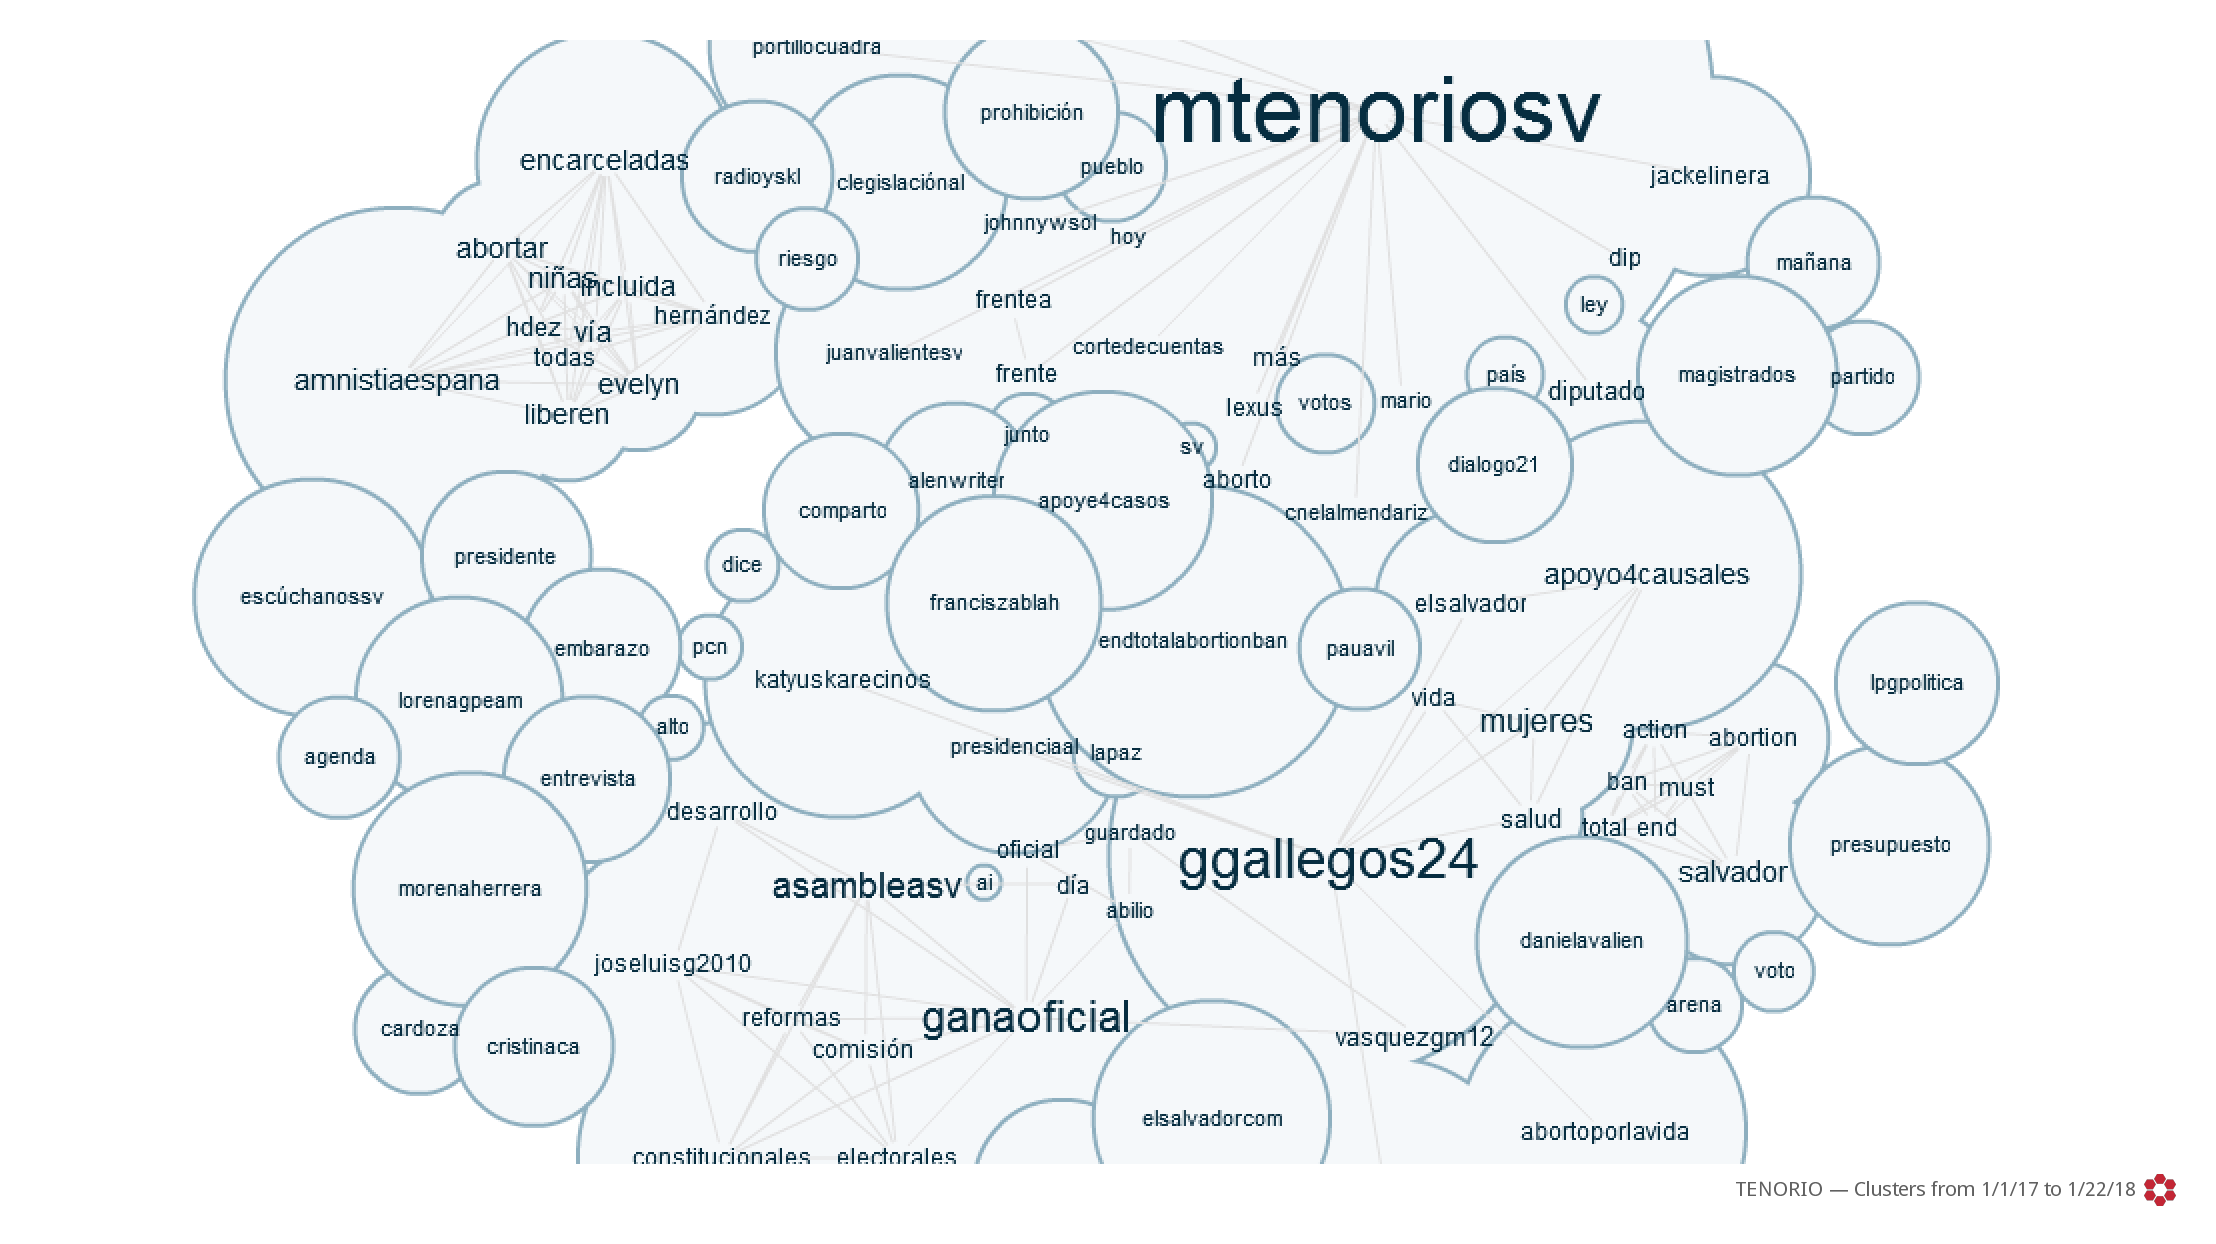 portillocuadra
mtenoriosv
prohibición
encarceladas
radioyskl
clegislaciónal
pueblo
jackelinera
johnnywsol
hoy
abortar
riesgo
dip
mañana
niñas
incluida
hernández
frentea
ley
hdez
vía
todas
juanvalientesv
cortedecuentas
más
amnistiaespana
evelyn
frente
país
diputado
magistrados
partido
liberen
lexus
votos
mario
junto
sv
dialogo21
alenwriter
apoye4casos
aborto
comparto
cnelalmendariz
presidente
dice
apoyo4causales
escúchanossv
franciszablah
elsalvador
embarazo
pcn
endtotalabortionban
pauavil
katyuskarecinos
lpgpolitica
lorenagpeam
vida
alto
mujeres
action
abortion
agenda
entrevista
presidenciaal
lapaz
ban
must
desarrollo
guardado
salud
total
end
oficial
ggallegos24
presupuesto
morenaherrera
asambleasv
ai
día
salvador
abilio
danielavalien
joseluisg2010
voto
reformas
ganaoficial
arena
cardoza
cristinaca
comisión
vasquezgm12
elsalvadorcom
abortoporlavida
constitucionales
electorales
TENORIO — Clusters from 1/1/17 to 1/22/18